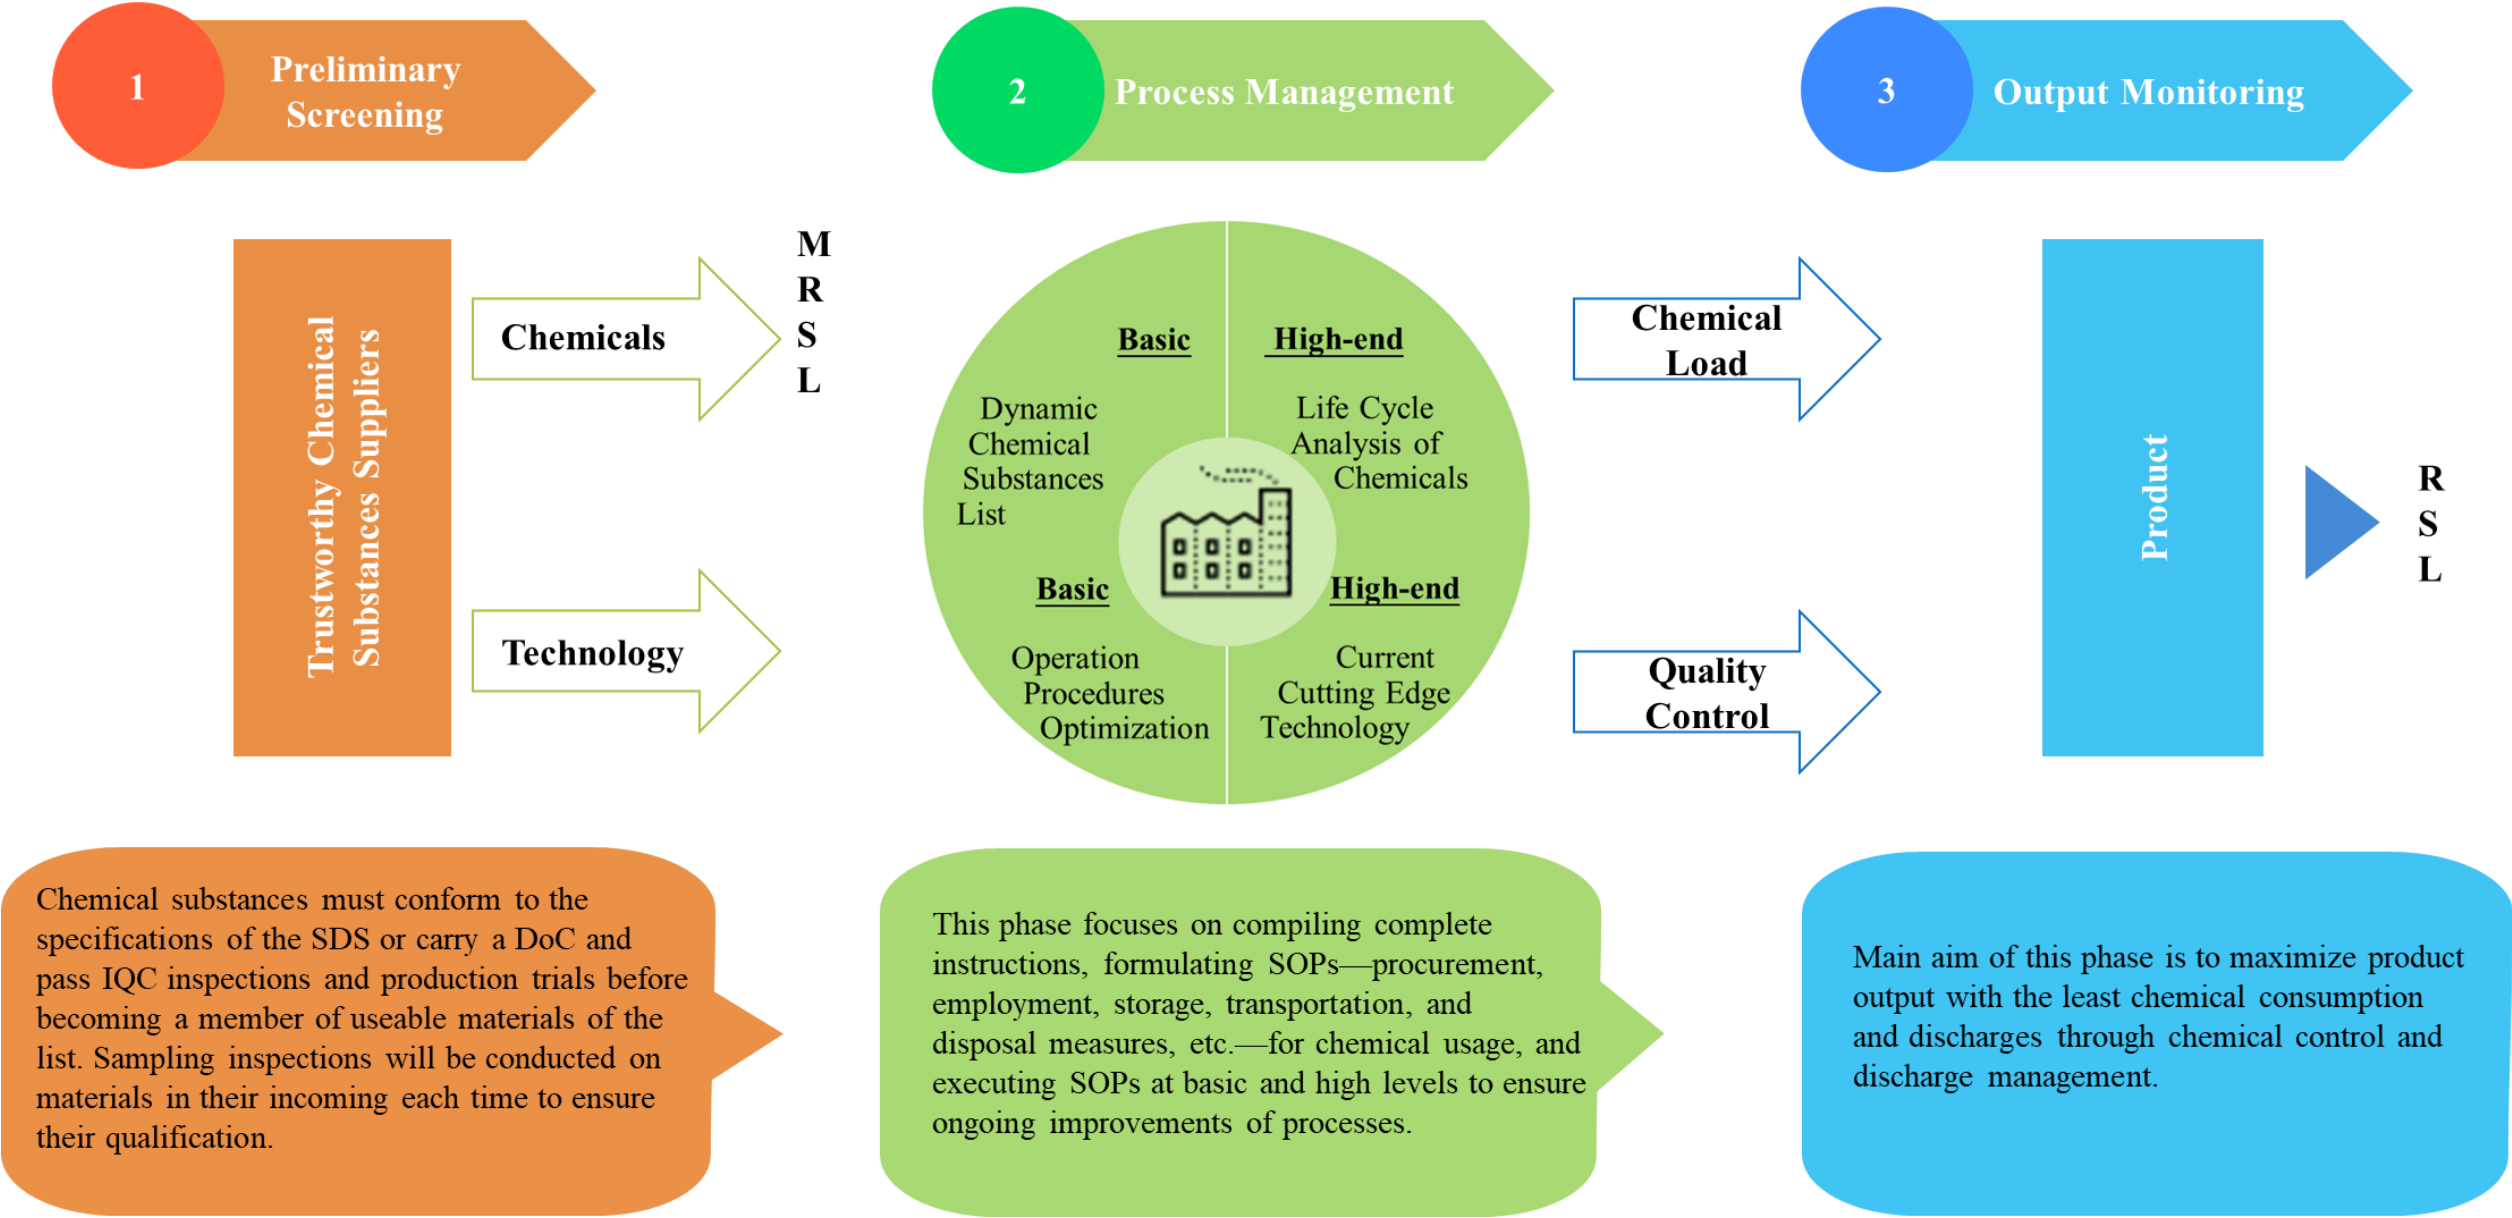 1
Preliminary
Screening
2
Process Management
3
Output Monitoring
Trustworthy Chemical
Substances Suppliers
Chemicals
Technology
M
R
S
L
Basic
Dynamic
Chemical
Substances
List
High-end
Life Cycle
Analysis of
Chemicals
Basic
Operation
Procedures
Optimization
High-end
Current
Cutting Edge
Technology
Chemical
Load
Quality
Control
Product
R
S
L
Chemical substances must conform to the
specifications of the SDS or carry a DoC and
pass IQC inspections and production trials before
becoming a member of useable materials of the
list. Sampling inspections will be conducted on
materials in their incoming each time to ensure
their qualification.
This phase focuses on compiling complete
instructions, formulating SOPs—procurement,
employment, storage, transportation, and
disposal measures, etc.—for chemical usage, and
executing SOPs at basic and high levels to ensure
ongoing improvements of processes.
Main aim of this phase is to maximize product
output with the least chemical consumption
and discharges through chemical control and
discharge management.